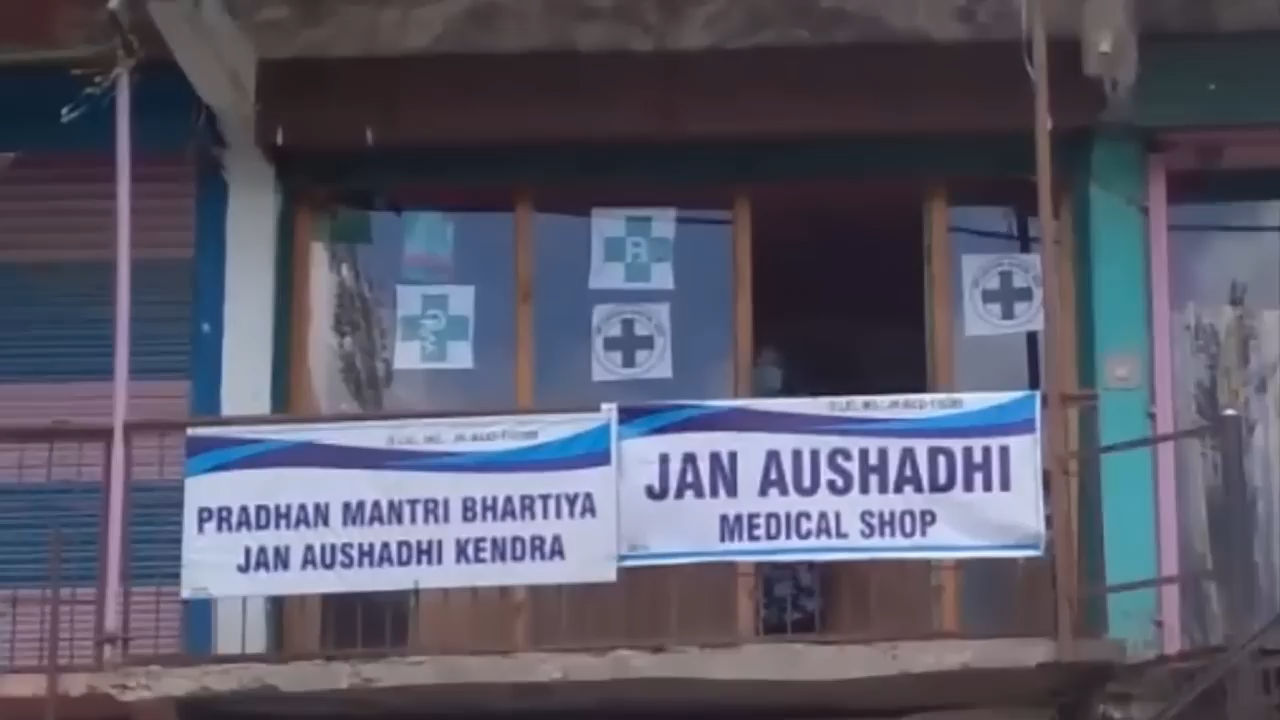 PRADHAN MANTRI BHARTIYA
JAN AUSHADHI KENDRA
JAN AUSHADHI
MEDICAL SHOP